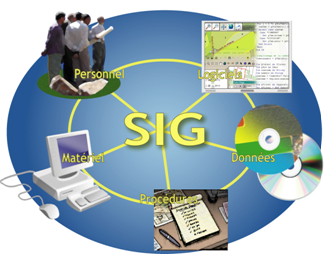 Personnel
Logiciels
SIG
Matériel
Données
Procédures